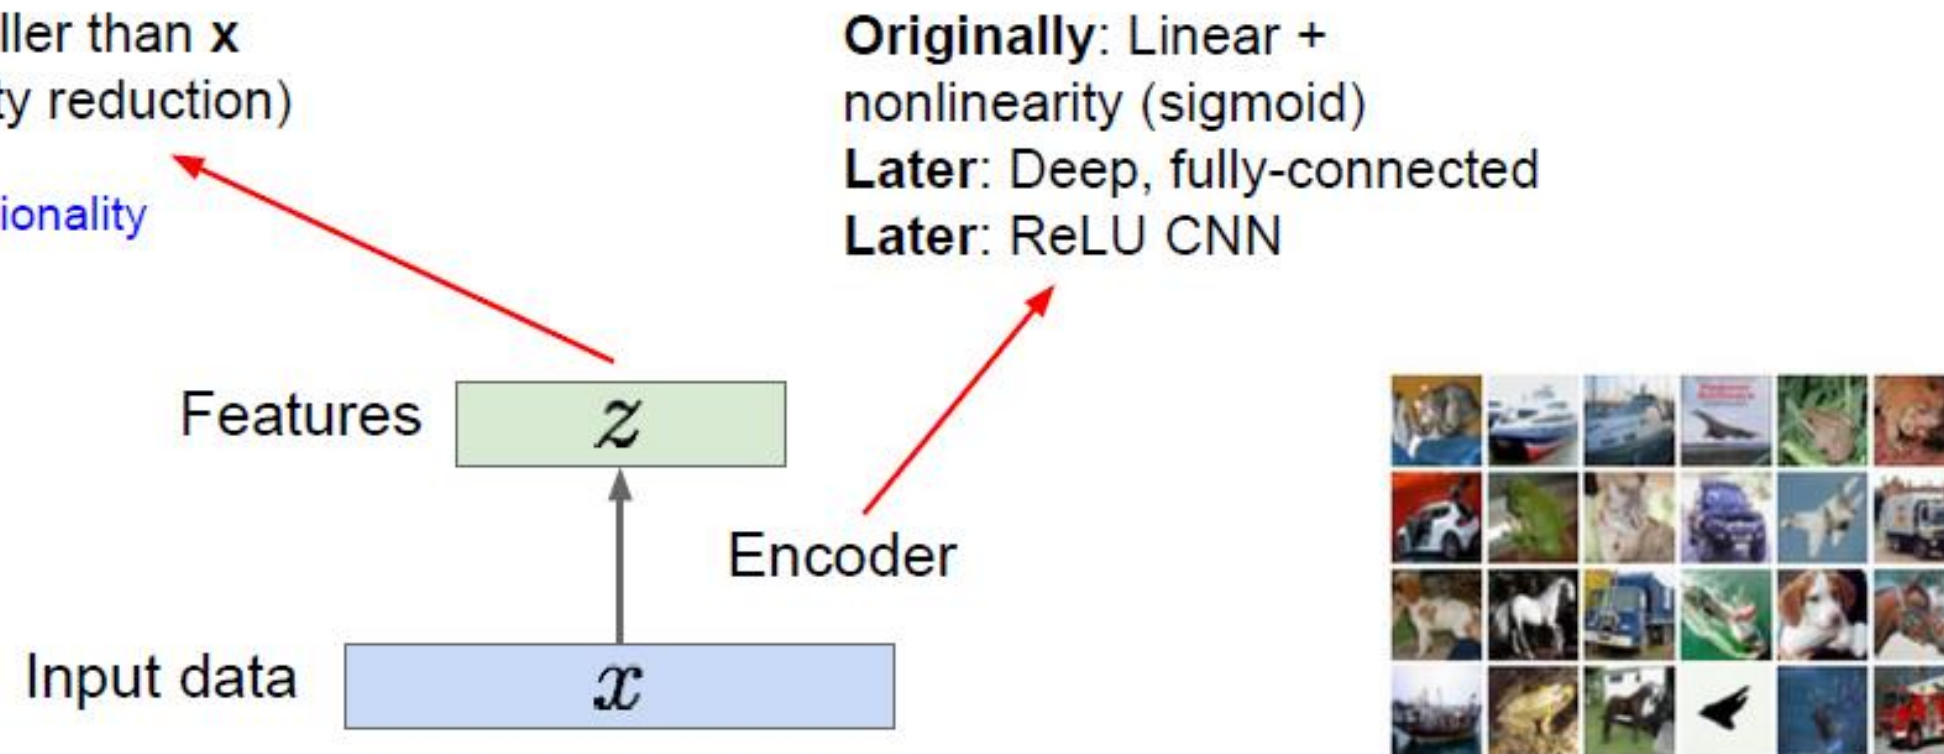 ller than x
ty reduction)
ionality
Originally: Linear +
nonlinearity (sigmoid)
Later: Deep, fully-connected
Later: ReLU CNN
Features
z
Encoder
Input data
x